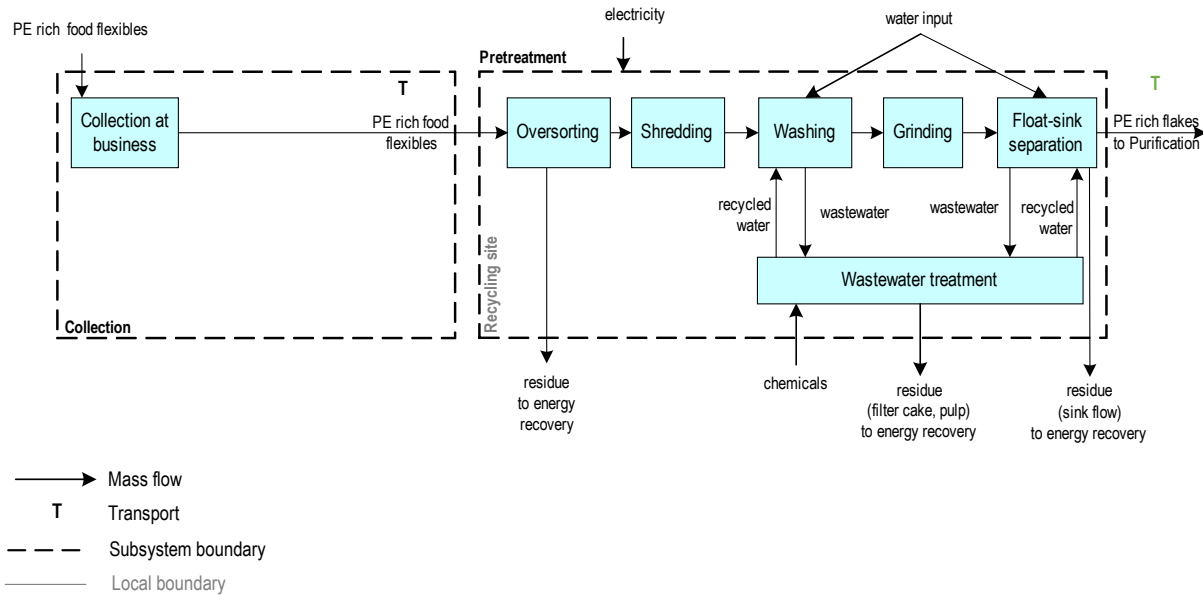 electricity
water input
PE rich food flexibles
Pretreatment
T
T
Collection at
business
PE rich food
flexibles
Oversorting
Shredding
Washing
Grinding
Float-sink
separation
PE rich flakes
to Purification
recycled
water
wastewater
wastewater
recycled
water
Recycling site
Wastewater treatment
Collection
residue
to energy
recovery
chemicals
residue
(filter cake, pulp)
to energy recovery
residue
(sink flow)
to energy recovery
Mass flow
T Transport
Subsystem boundary
Local boundary